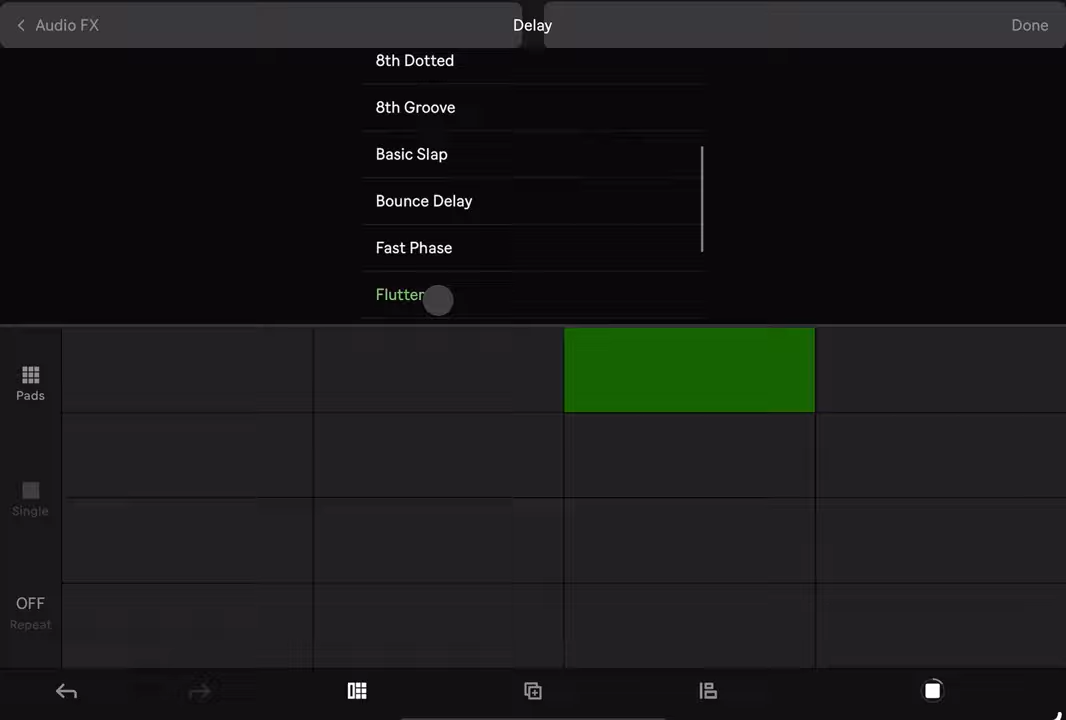 Audio FX
Delay
Done
8th Dotted
8th Groove
Basic Slap
Bounce Delay
Fast Phase
Flutter
Pads
Single
OFF
Repeat